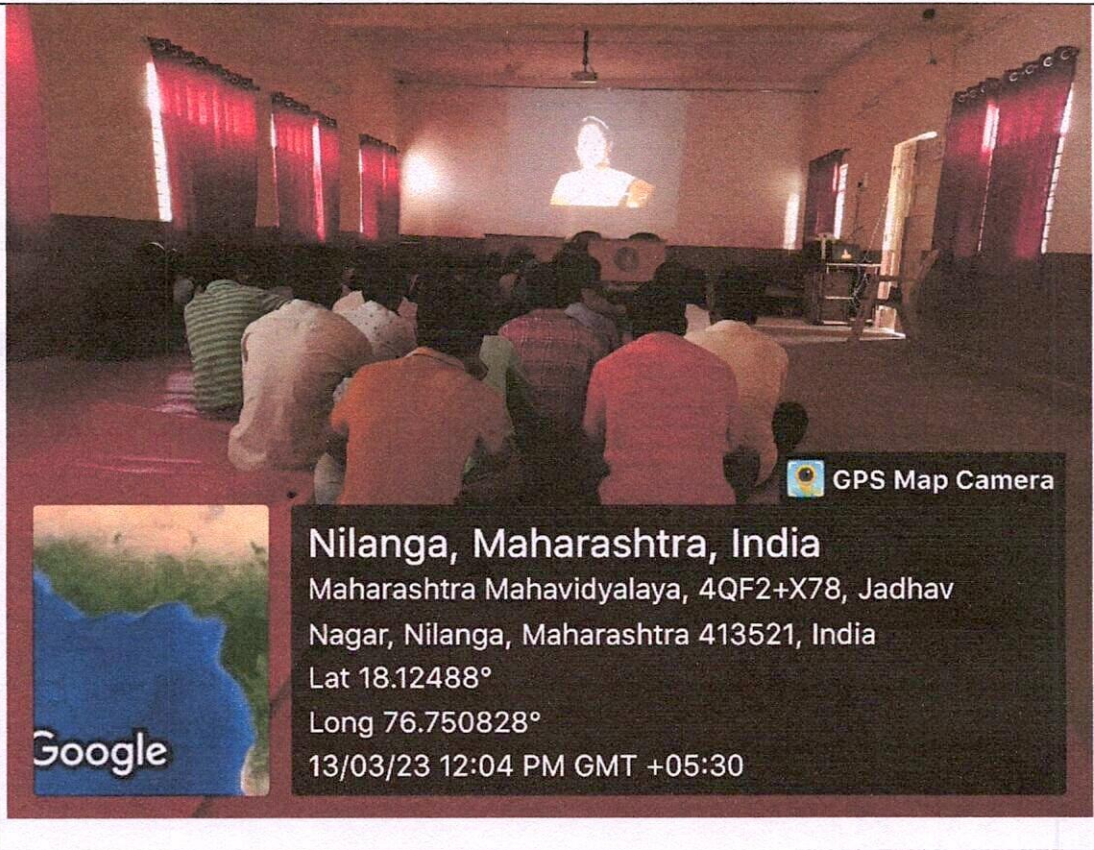 GPS Map Camera
Nilanga, Maharashtra, India
Maharashtra Mahavidyalaya, 4QF2+X78, Jadhav
Nagar, Nilanga, Maharashtra 413521, India
Lat 18.12488°
Long 76.750828°
13/03/23 12:04 PM GMT +05:30
Google